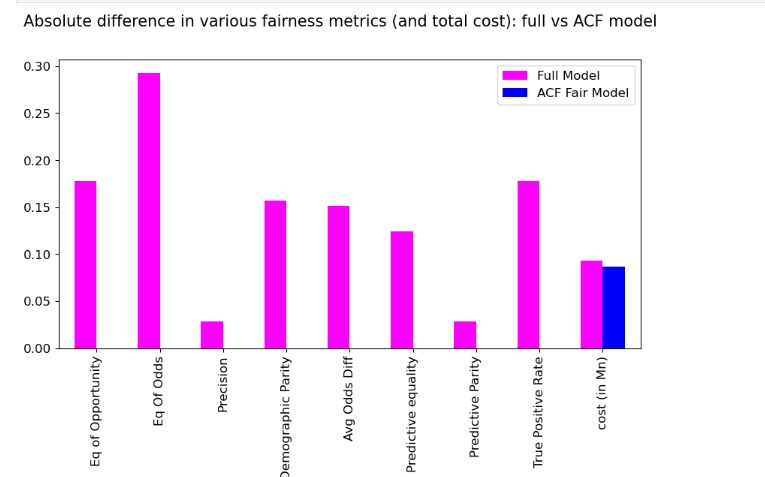 Absolute difference in various fairness metrics (and total cost): full vs ACF model
0.30
0.25
0.20
0.15
0.10
0.05
0.00
Full Model
ACF Fair Model
Eq of Opportunity
Eq Of Odds
Precision
Demographic Parity
Avg Odds Diff
Predictive equality
Predictive Parity
True Positive Rate
cost (in Mn)